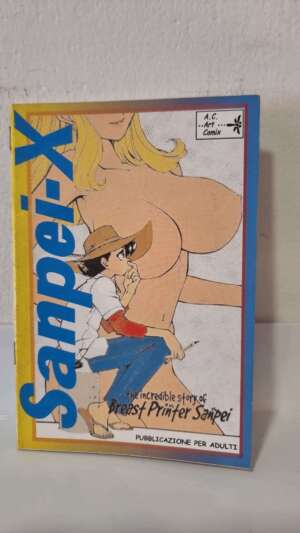 A.C.
Art
Comix
Sanpei-X
the incredible story of
Breast Printer Sanpei
PUBBLICAZIONE PER ADULTI